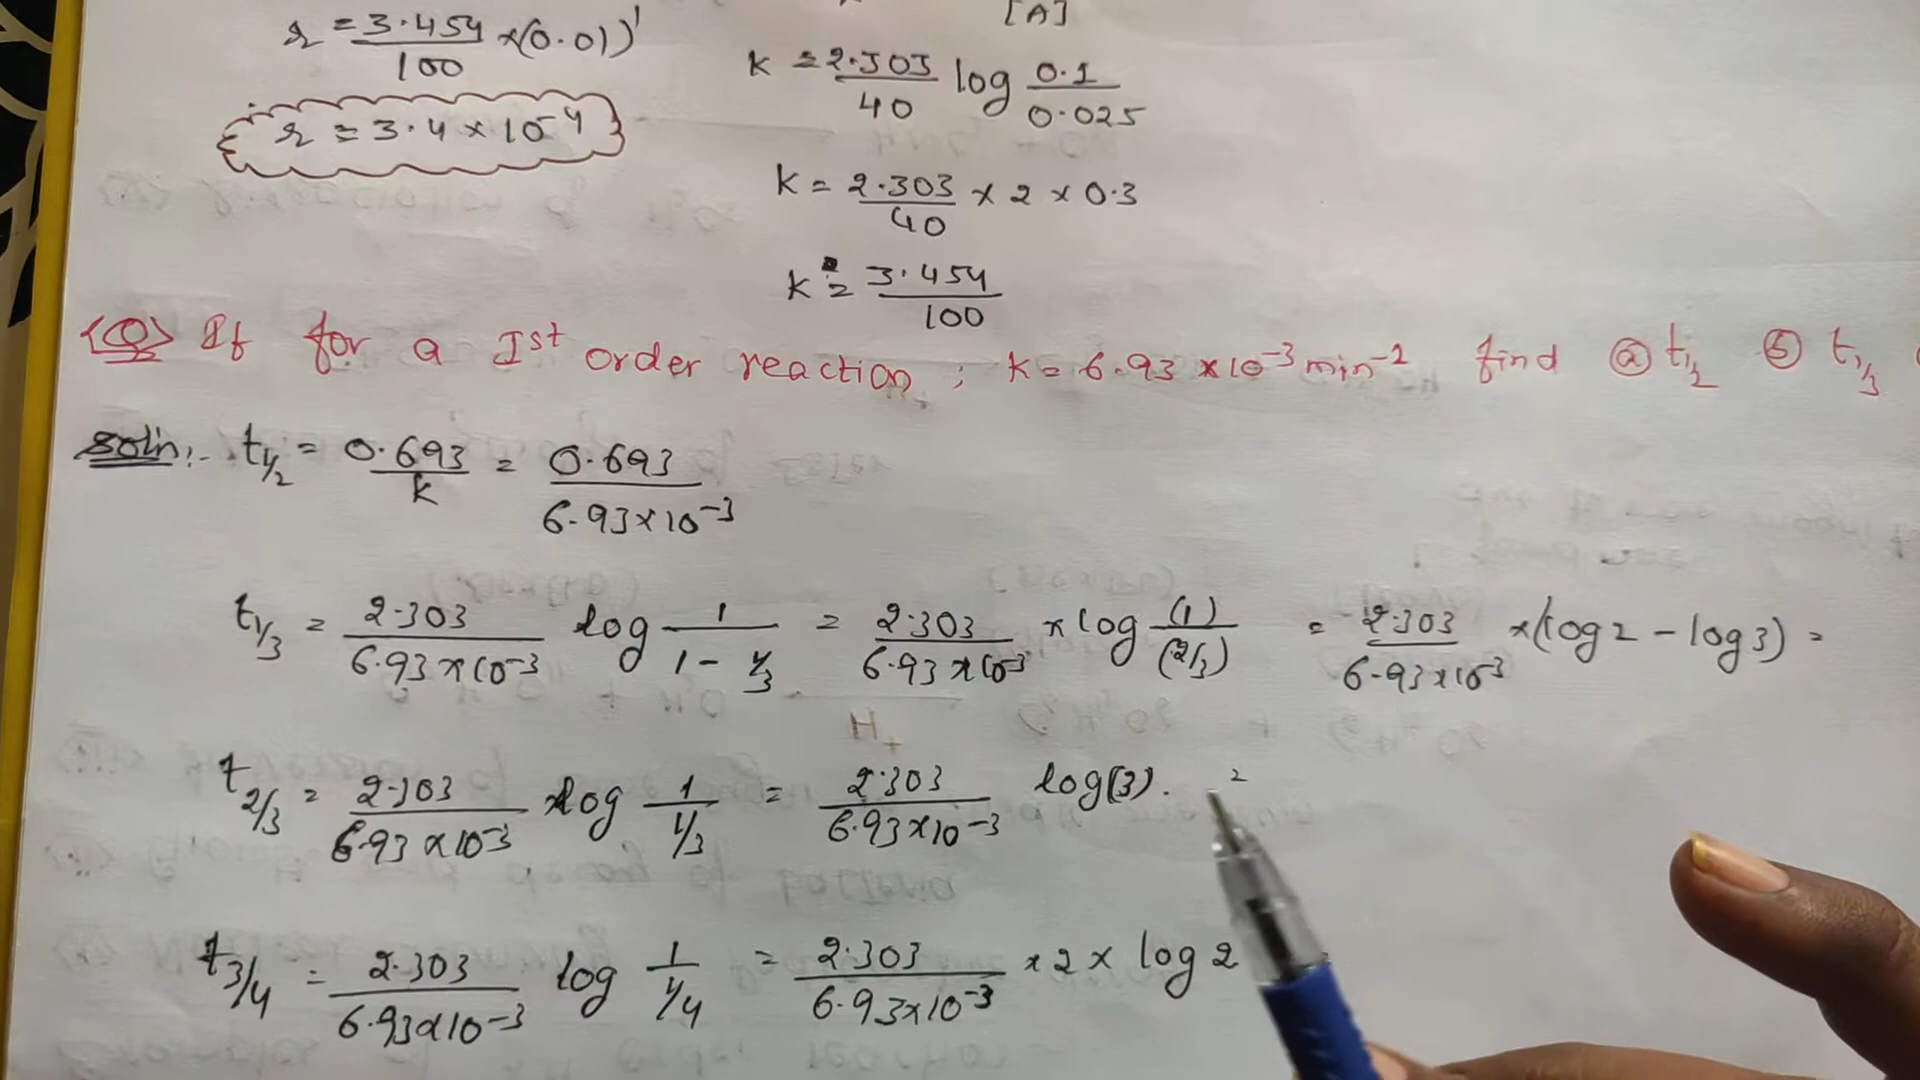 r = 3.454/100 × (0.01)¹
r = 3.4 × 10⁻⁴
[A]
k = 2.303/40 log 0.1/0.025
k = 2.303/40 × 2 × 0.3
k = 3.454/100
<Q> If for a Ist order reaction ; k = 6.93 × 10⁻³ min⁻¹ find ⓐ t1/2 ⓑ t1/3
Soln:- t1/2 = 0.693/k = 0.693/6.93×10⁻³
t1/3 = 2.303/6.93×10⁻³ log 1/1-1/3 = 2.303/6.93×10⁻³ × log (1)/(2/3) = 2.303/6.93×10⁻³ × (log 2 - log 3) =
H+
t2/3 = 2.303/6.93×10⁻³ × log 1/1/3 = 2.303/6.93×10⁻³ log(3). =
t3/4 = 2.303/6.93×10⁻³ log 1/1/4 = 2.303/6.93×10⁻³ × 2 × log 2